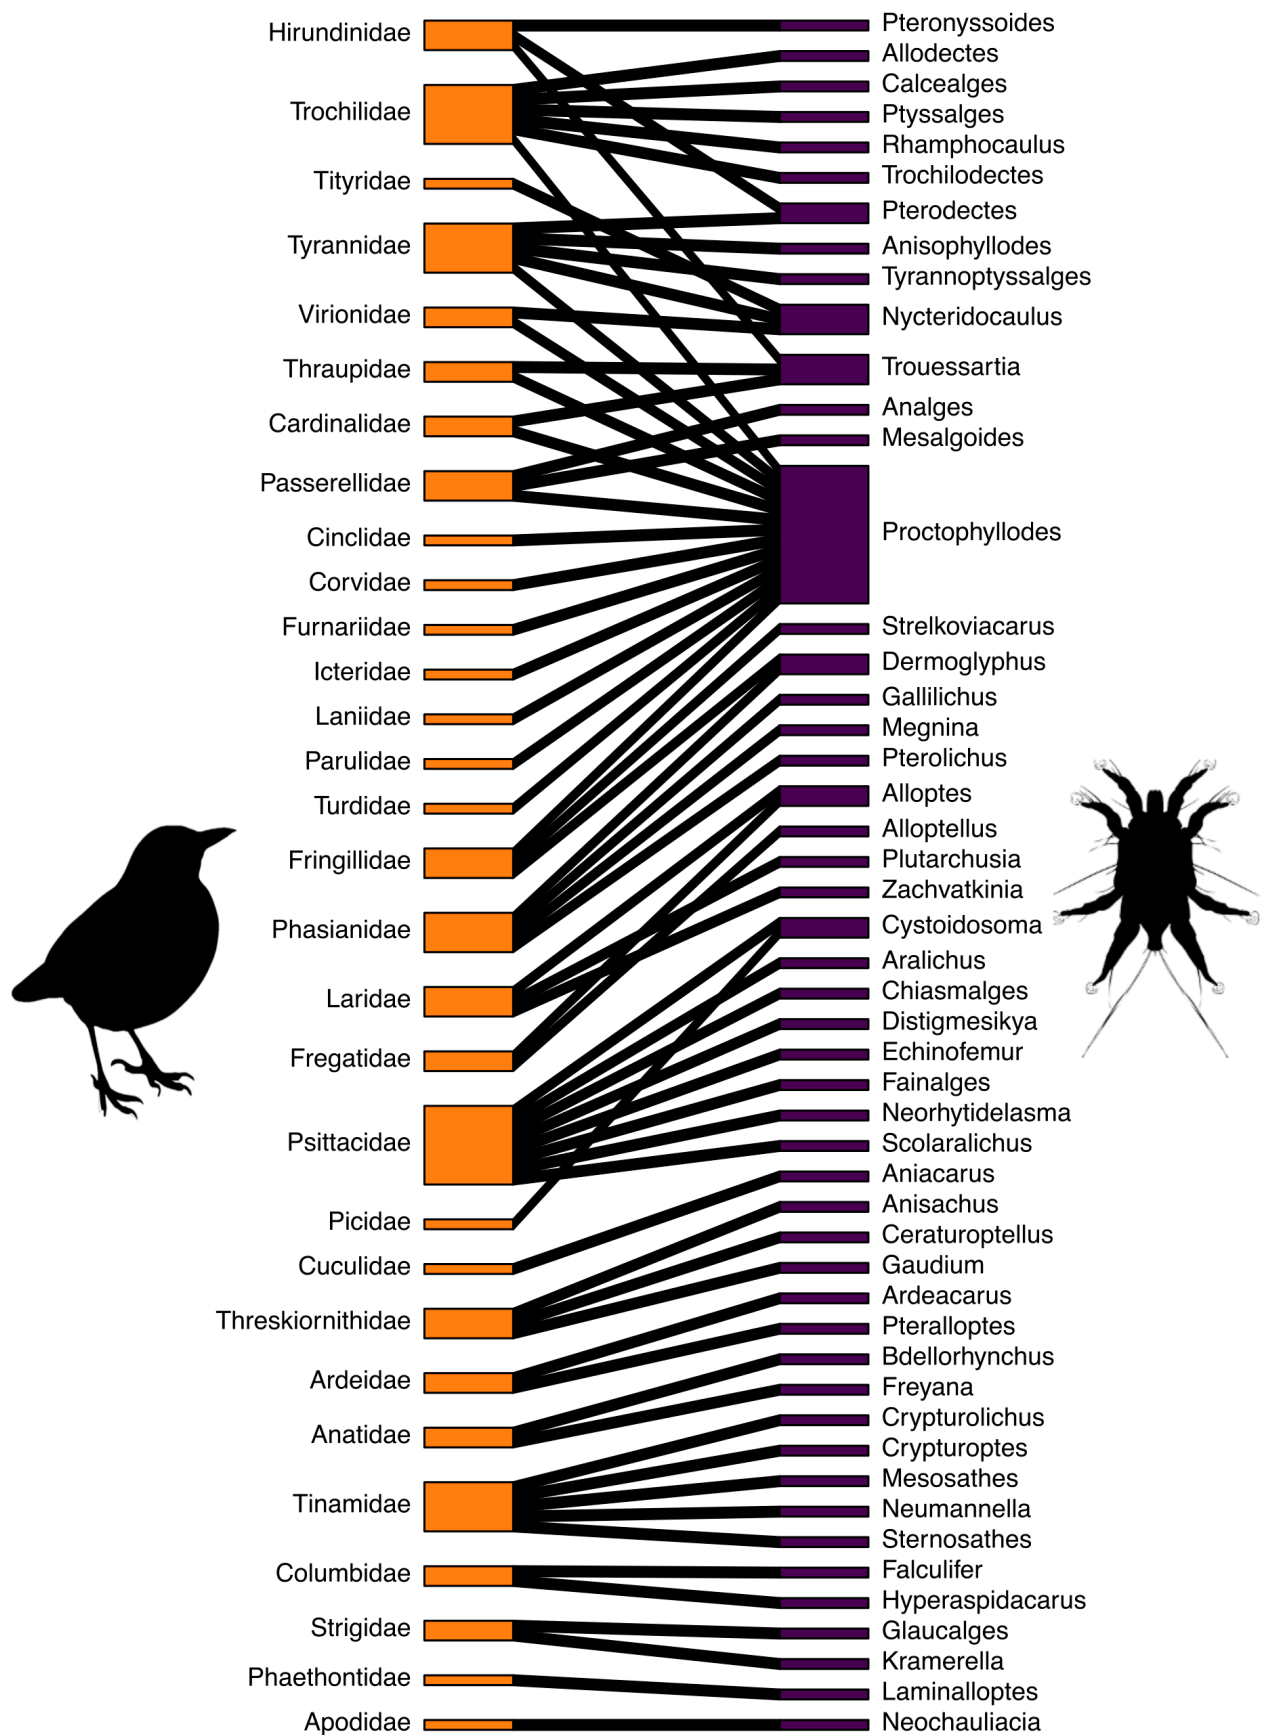 Hirundinidae
Trochilidae
Tityridae
Tyrannidae
Virionidae
Thraupidae
Cardinalidae
Passerellidae
Cinclidae
Corvidae
Furnariidae
Icteridae
Laniidae
Parulidae
Turdidae
Fringillidae
Phasianidae
Laridae
Fregatidae
Psittacidae
Picidae
Cuculidae
Threskiornithidae
Ardeidae
Anatidae
Tinamidae
Columbidae
Strigidae
Phaethontidae
Apodidae
Pteronyssoides
Allodectes
Calcealges
Ptyssalges
Rhamphocaulus
Trochilodectes
Pterodectes
Anisophyllodes
Tyrannoptyssalges
Nycteridocaulus
Trouessartia
Analges
Mesalgoides
Proctophyllodes
Strelkoviacarus
Dermoglyphus
Gallilichus
Megnina
Pterolichus
Alloptes
Alloptellus
Plutarchusia
Zachvatkinia
Cystoidosoma
Aralichus
Chiasmalges
Distigmesikya
Echinofemur
Fainalges
Neorhytidelasma
Scolaralichus
Aniacarus
Anisachus
Ceraturoptellus
Gaudium
Ardeacarus
Pteralloptes
Bdellorhynchus
Freyana
Crypturolichus
Crypturoptes
Mesosathes
Neumannella
Sternosathes
Falculifer
Hyperaspidacarus
Glaucalges
Kramerella
Laminalloptes
Neochauliacia